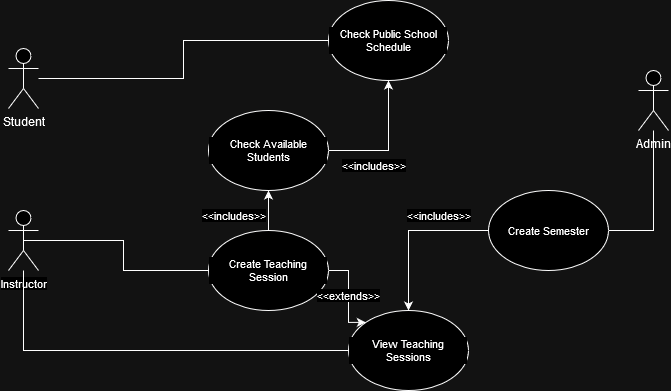 Check Public School
Schedule
Student
Admin
Check Available
Students
<<includes>>
<<includes>>
<<includes>>
Create Semester
Instructor
Create Teaching
Session
<<extends>>
View Teaching
Sessions